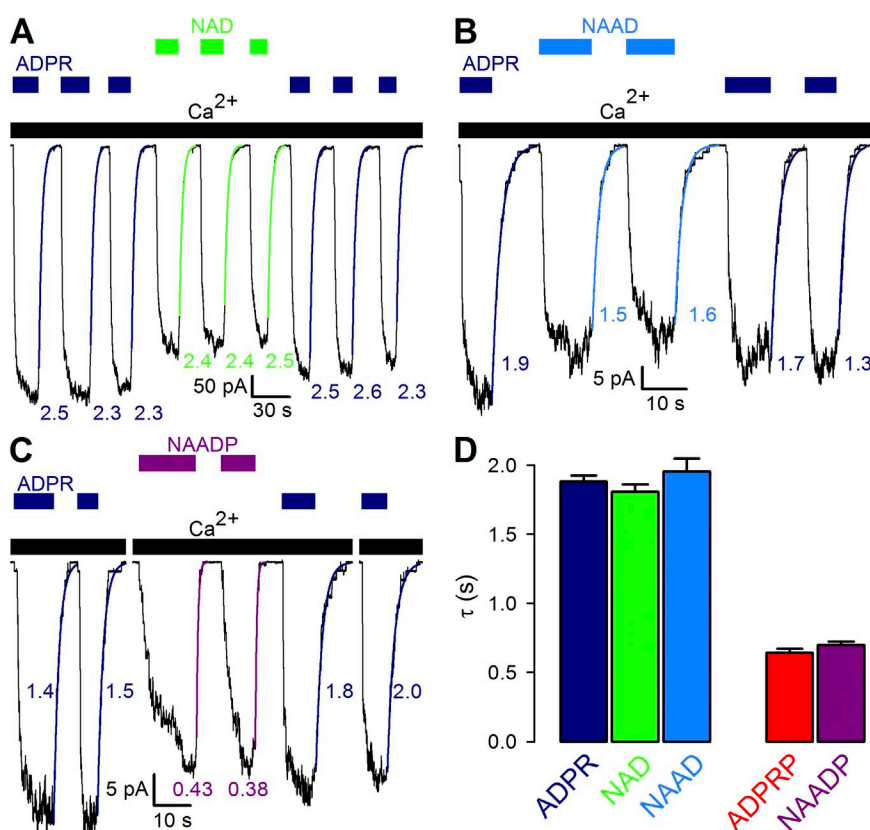 A
NAD
ADPR
Ca2+
2.5
2.3
2.3
2.4
2.4
2.5
2.5
2.6
2.3
50 pA
30 s
B
NAAD
ADPR
Ca2+
1.9
1.5
1.6
1.7
1.3
5 pA
10 s
C
NAADP
ADPR
Ca2+
1.4
1.5
0.43
0.38
1.8
2.0
5 pA
10 s
D
τ (s)
2.0
1.5
1.0
0.5
0.0
ADPR
NAD
NAAD
ADPRP
NAADP